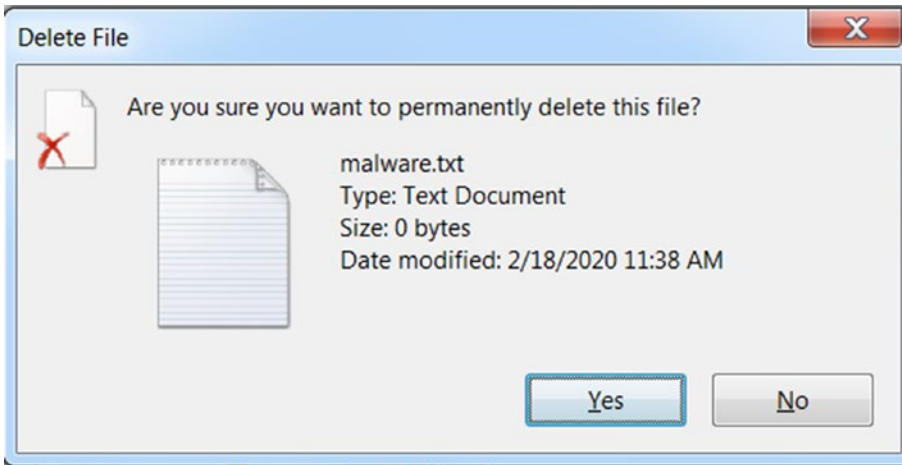 Delete File
Are you sure you want to permanently delete this file?
malware.txt
Type: Text Document
Size: 0 bytes
Date modified: 2/18/2020 11:38 AM
Yes
No